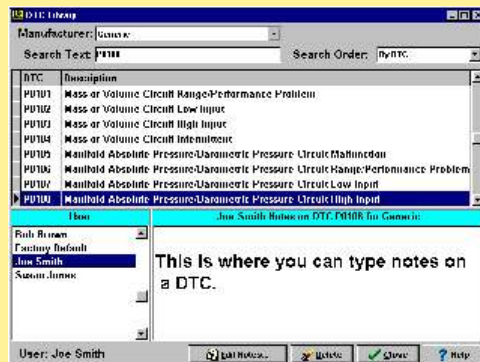 DTC Library
Manufacturer: Generic
Search Text: P0108 Search Order: By DTC
DTC Description
P0101 Mass or Volume Circuit Range/Performance Problem
P0102 Mass or Volume Circuit Low Input
P0103 Mass or Volume Circuit High Input
P0104 Mass or Volume Circuit Intermittent
P0105 Manifold Absolute Pressure/Barometric Pressure Circuit Malfunction
P0106 Manifold Absolute Pressure/Barometric Pressure Circuit Range/Performance Problem
P0107 Manifold Absolute Pressure/Barometric Pressure Circuit Low Input
P0108 Manifold Absolute Pressure/Barometric Pressure Circuit High Input
User Joe Smith Notes on DTC P0108 for Generic
Bob Brown
Factory Default
Joe Smith
Susan Jones
This is where you can type notes on
a DTC.
User: Joe Smith Edit Notes... Delete Close Help